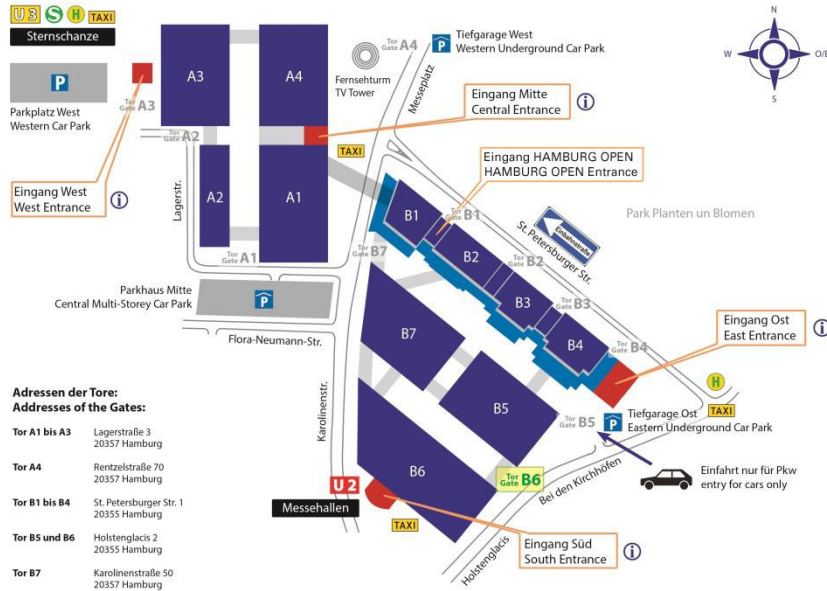 U3 S H TAXI
Sternschanze
P
Parkplatz West
Western Car Park
Tor
Gate A3
Eingang West
West Entrance
i
A3
A4
Tor
Gate A2
A2
A1
Lagerstr.
Tor
Gate A1
Fernsehturm
TV Tower
Tor
Gate A4
Messeplatz
P
Tiefgarage West
Western Underground Car Park
N
W
O/E
S
Eingang Mitte
Central Entrance
i
TAXI
Eingang HAMBURG OPEN
HAMBURG OPEN Entrance
B1
Tor
Gate B1
B2
Tor
Gate B2
B3
Tor
Gate B3
B4
Tor
Gate B4
Einbahnstraße
St. Petersburger Str.
Park Planten un Blomen
Tor
Gate B7
Parkhaus Mitte
Central Multi-Storey Car Park
P
Flora-Neumann-Str.
Karolinenstr.
B7
B5
B6
Eingang Ost
East Entrance
i
H
TAXI
Tor
Gate B5
P
Tiefgarage Ost
Eastern Underground Car Park
Einfahrt nur für Pkw
entry for cars only
Tor
Gate B6
Bei den Kirchhöfen
Holstenglacis
U2
Messehallen
TAXI
Eingang Süd
South Entrance
i
Adressen der Tore:
Addresses of the Gates:
Tor A1 bis A3 Lagerstraße 3
20357 Hamburg
Tor A4 Rentzelstraße 70
20357 Hamburg
Tor B1 bis B4 St. Petersburger Str. 1
20355 Hamburg
Tor B5 und B6 Holstenglacis 2
20355 Hamburg
Tor B7 Karolinenstraße 50
20357 Hamburg